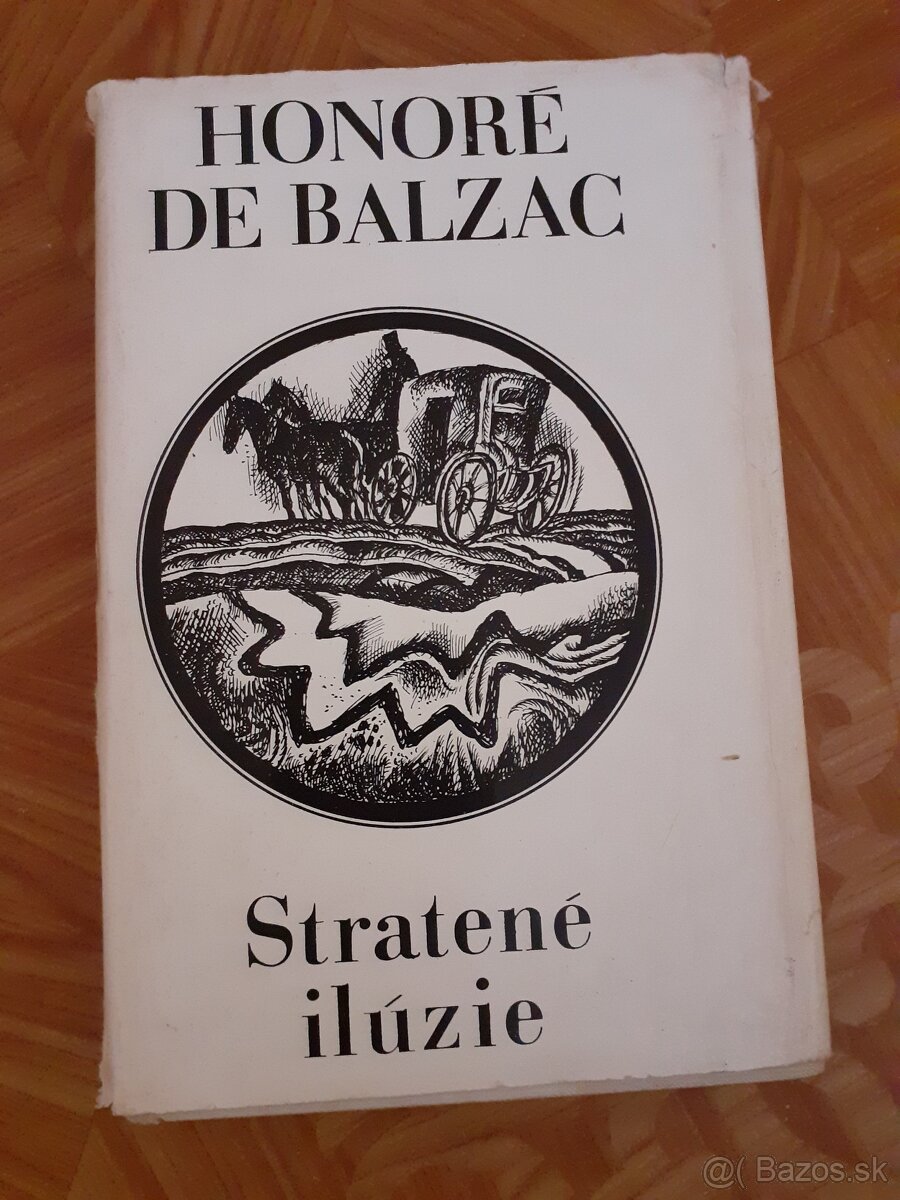 HONORÉ
DE BALZAC
Stratené
ilúzie
@( Bazos.sk